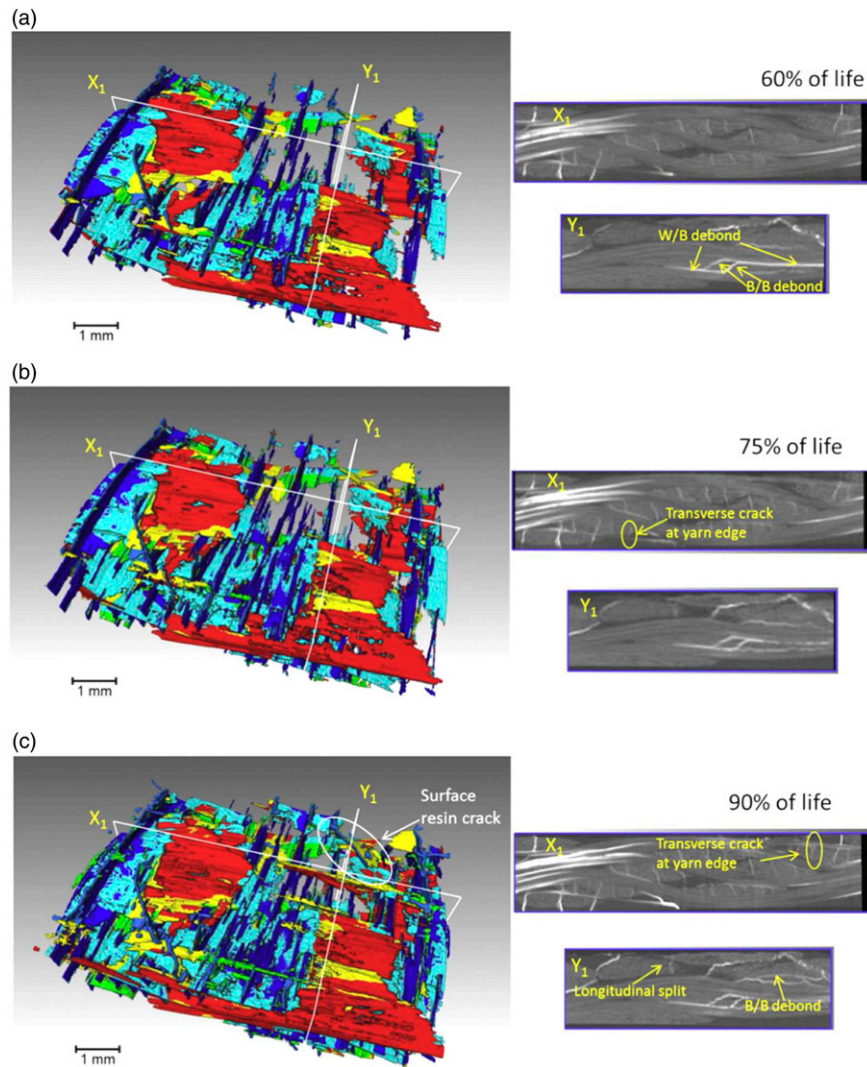 (a)
X1
Y1
1 mm
60% of life
X1
Y1
W/B debond
B/B debond
(b)
X1
Y1
1 mm
75% of life
X1
Transverse crack
at yarn edge
Y1
(c)
X1
Y1
Surface
resin crack
1 mm
90% of life
X1
Transverse crack
at yarn edge
Y1
Longitudinal split
B/B debond